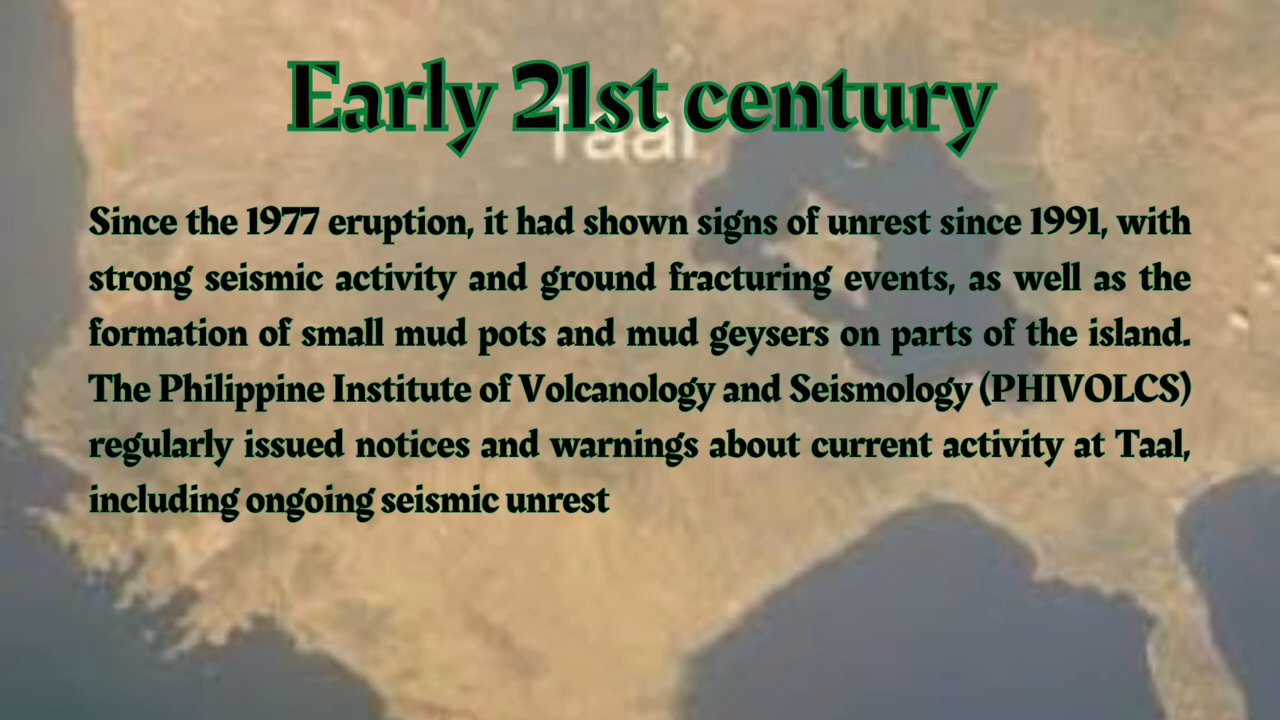 Early 21st century
Taal
Since the 1977 eruption, it had shown signs of unrest since 1991, with
strong seismic activity and ground fracturing events, as well as the
formation of small mud pots and mud geysers on parts of the island.
The Philippine Institute of Volcanology and Seismology (PHIVOLCS)
regularly issued notices and warnings about current activity at Taal,
including ongoing seismic unrest